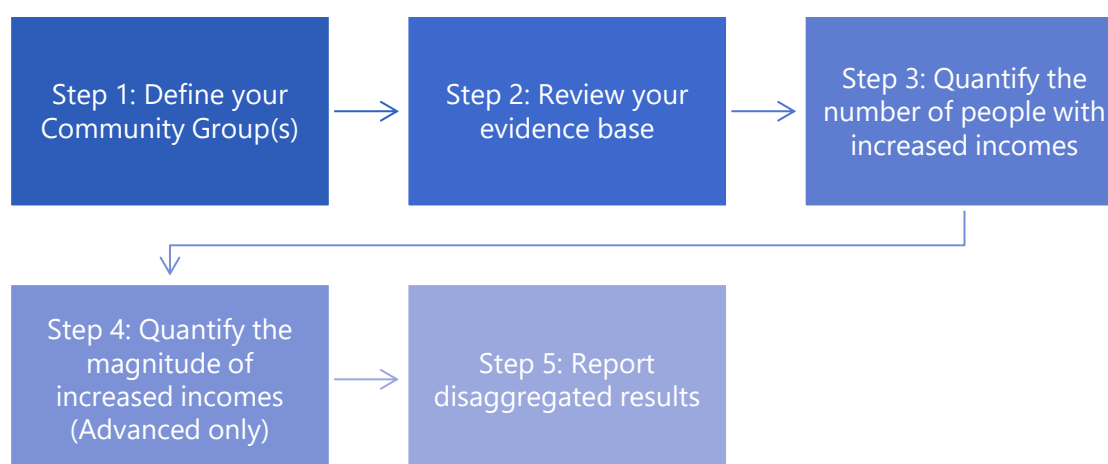 Step 1: Define your
Community Group(s)
Step 2: Review your
evidence base
Step 3: Quantify the
number of people with
increased incomes
Step 4: Quantify the
magnitude of
increased incomes
(Advanced only)
Step 5: Report
disaggregated results